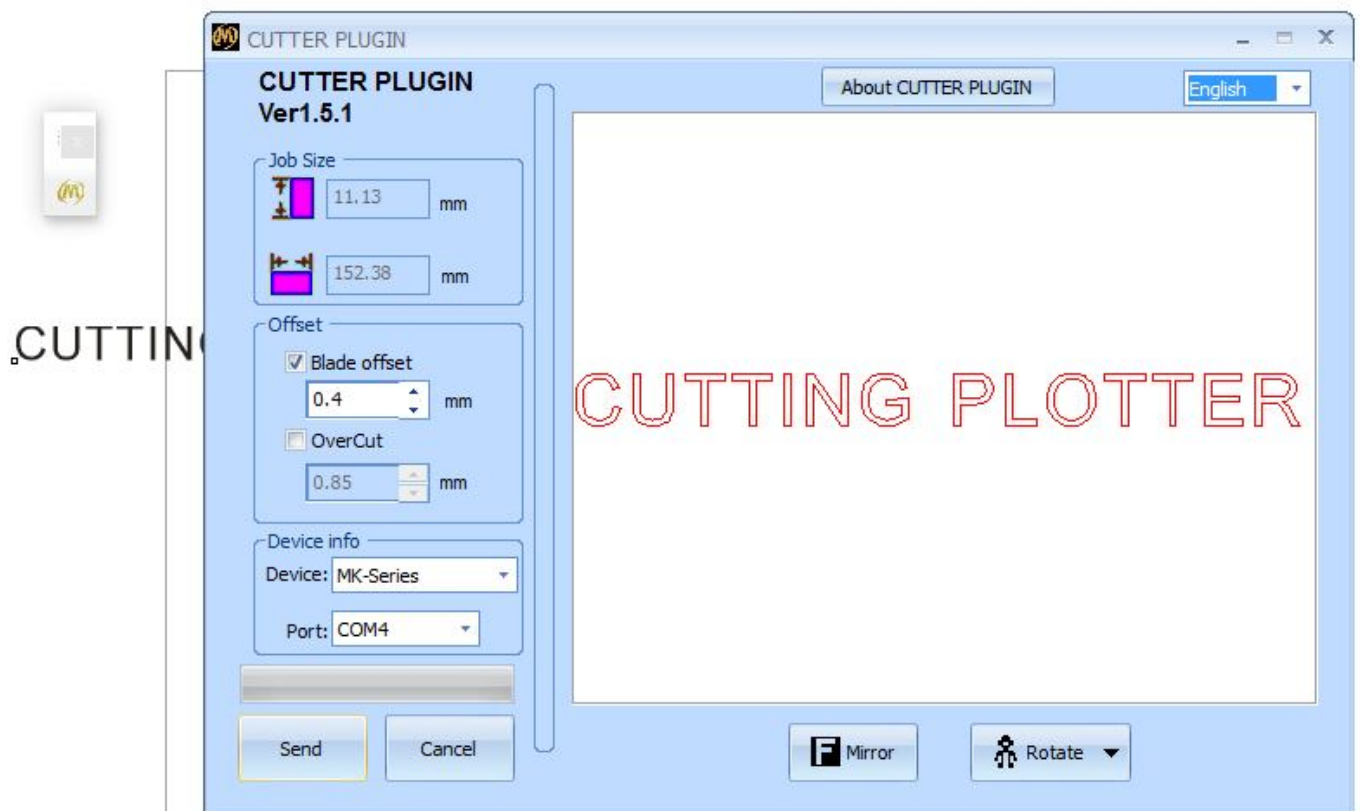 CUTTER PLUGIN
CUTTER PLUGIN
Ver1.5.1
About CUTTER PLUGIN
English
Job Size
11.13 mm
152.38 mm
Offset
Blade offset
0.4 mm
OverCut
0.85 mm
Device info
Device: MK-Series
Port: COM4
Send Cancel
CUTTIN
CUTTING PLOTTER
Mirror Rotate